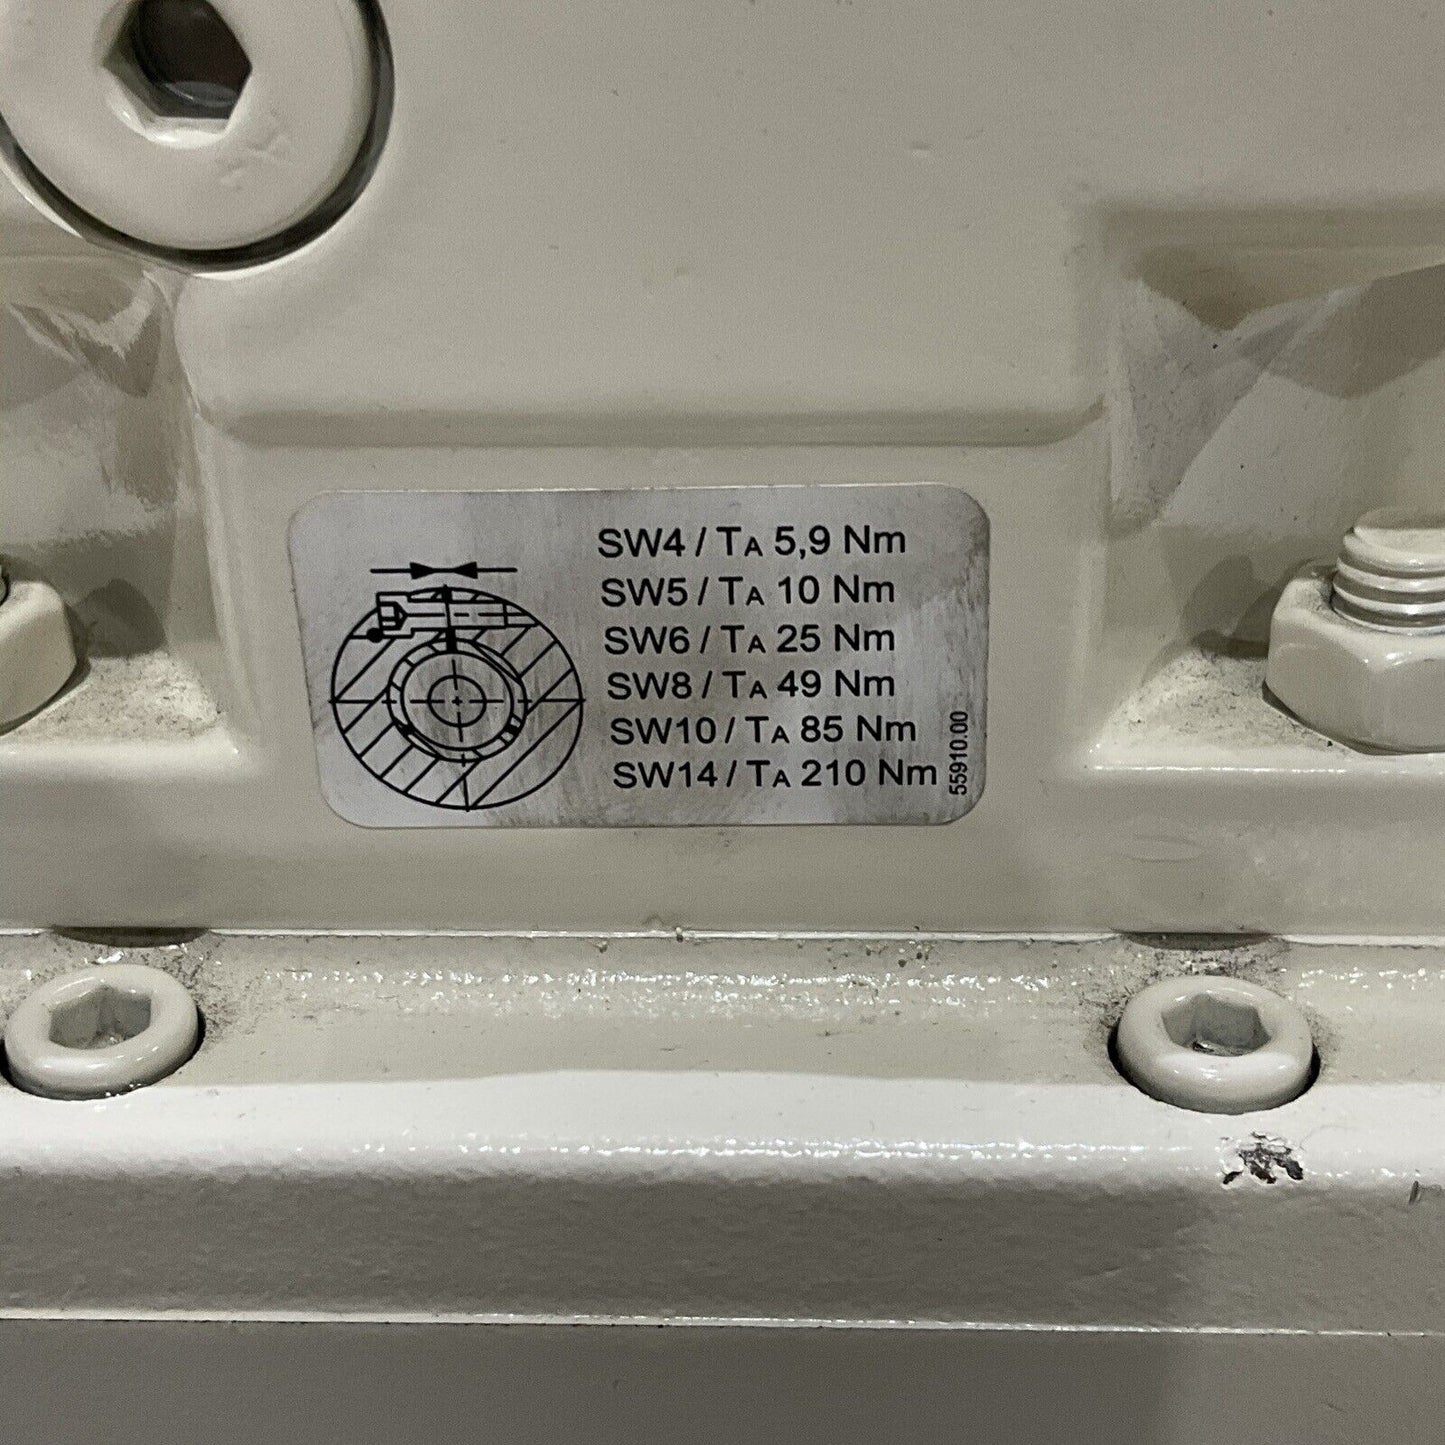 SW4 / TA 5,9 Nm
SW5 / TA 10 Nm
SW6 / TA 25 Nm
SW8 / TA 49 Nm
SW10 / TA 85 Nm
SW14 / TA 210 Nm
55910.00